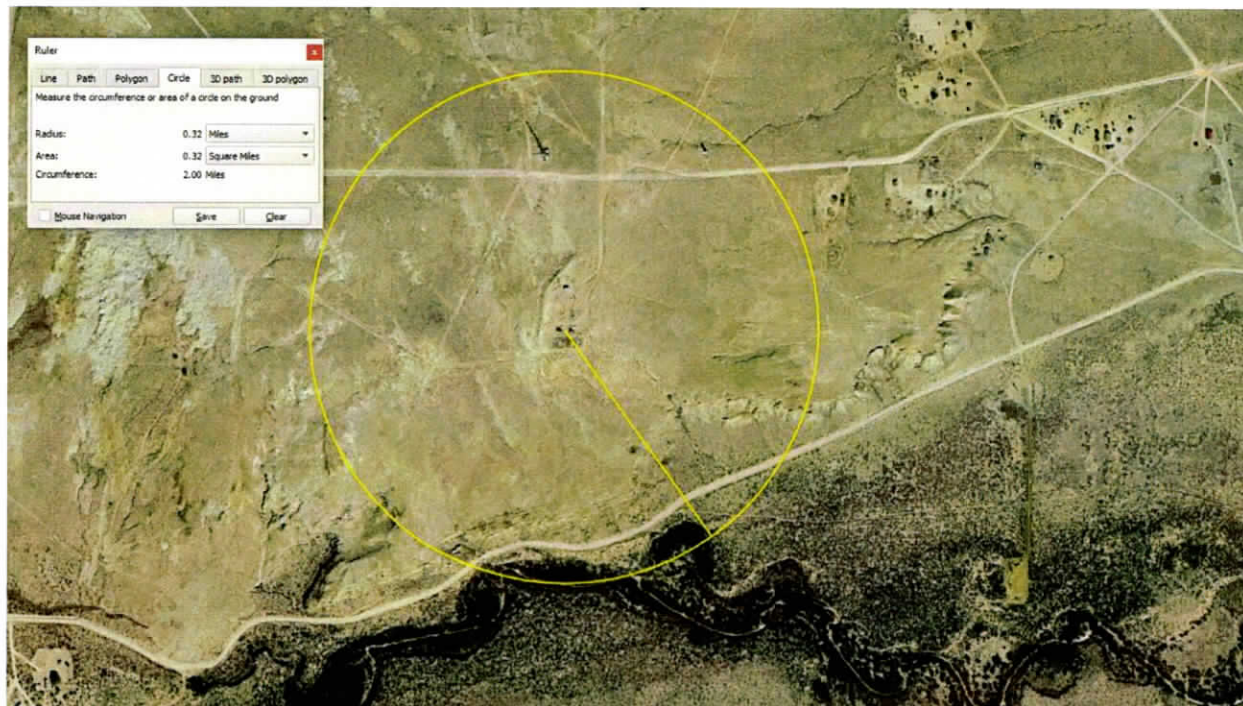 Ruler
Line Path Polygon Circle 3D path 3D polygon
Measure the circumference or area of a circle on the ground
Radius: 0.32 Miles
Area: 0.32 Square Miles
Circumference: 2.00 Miles
Mouse Navigation Save Clear